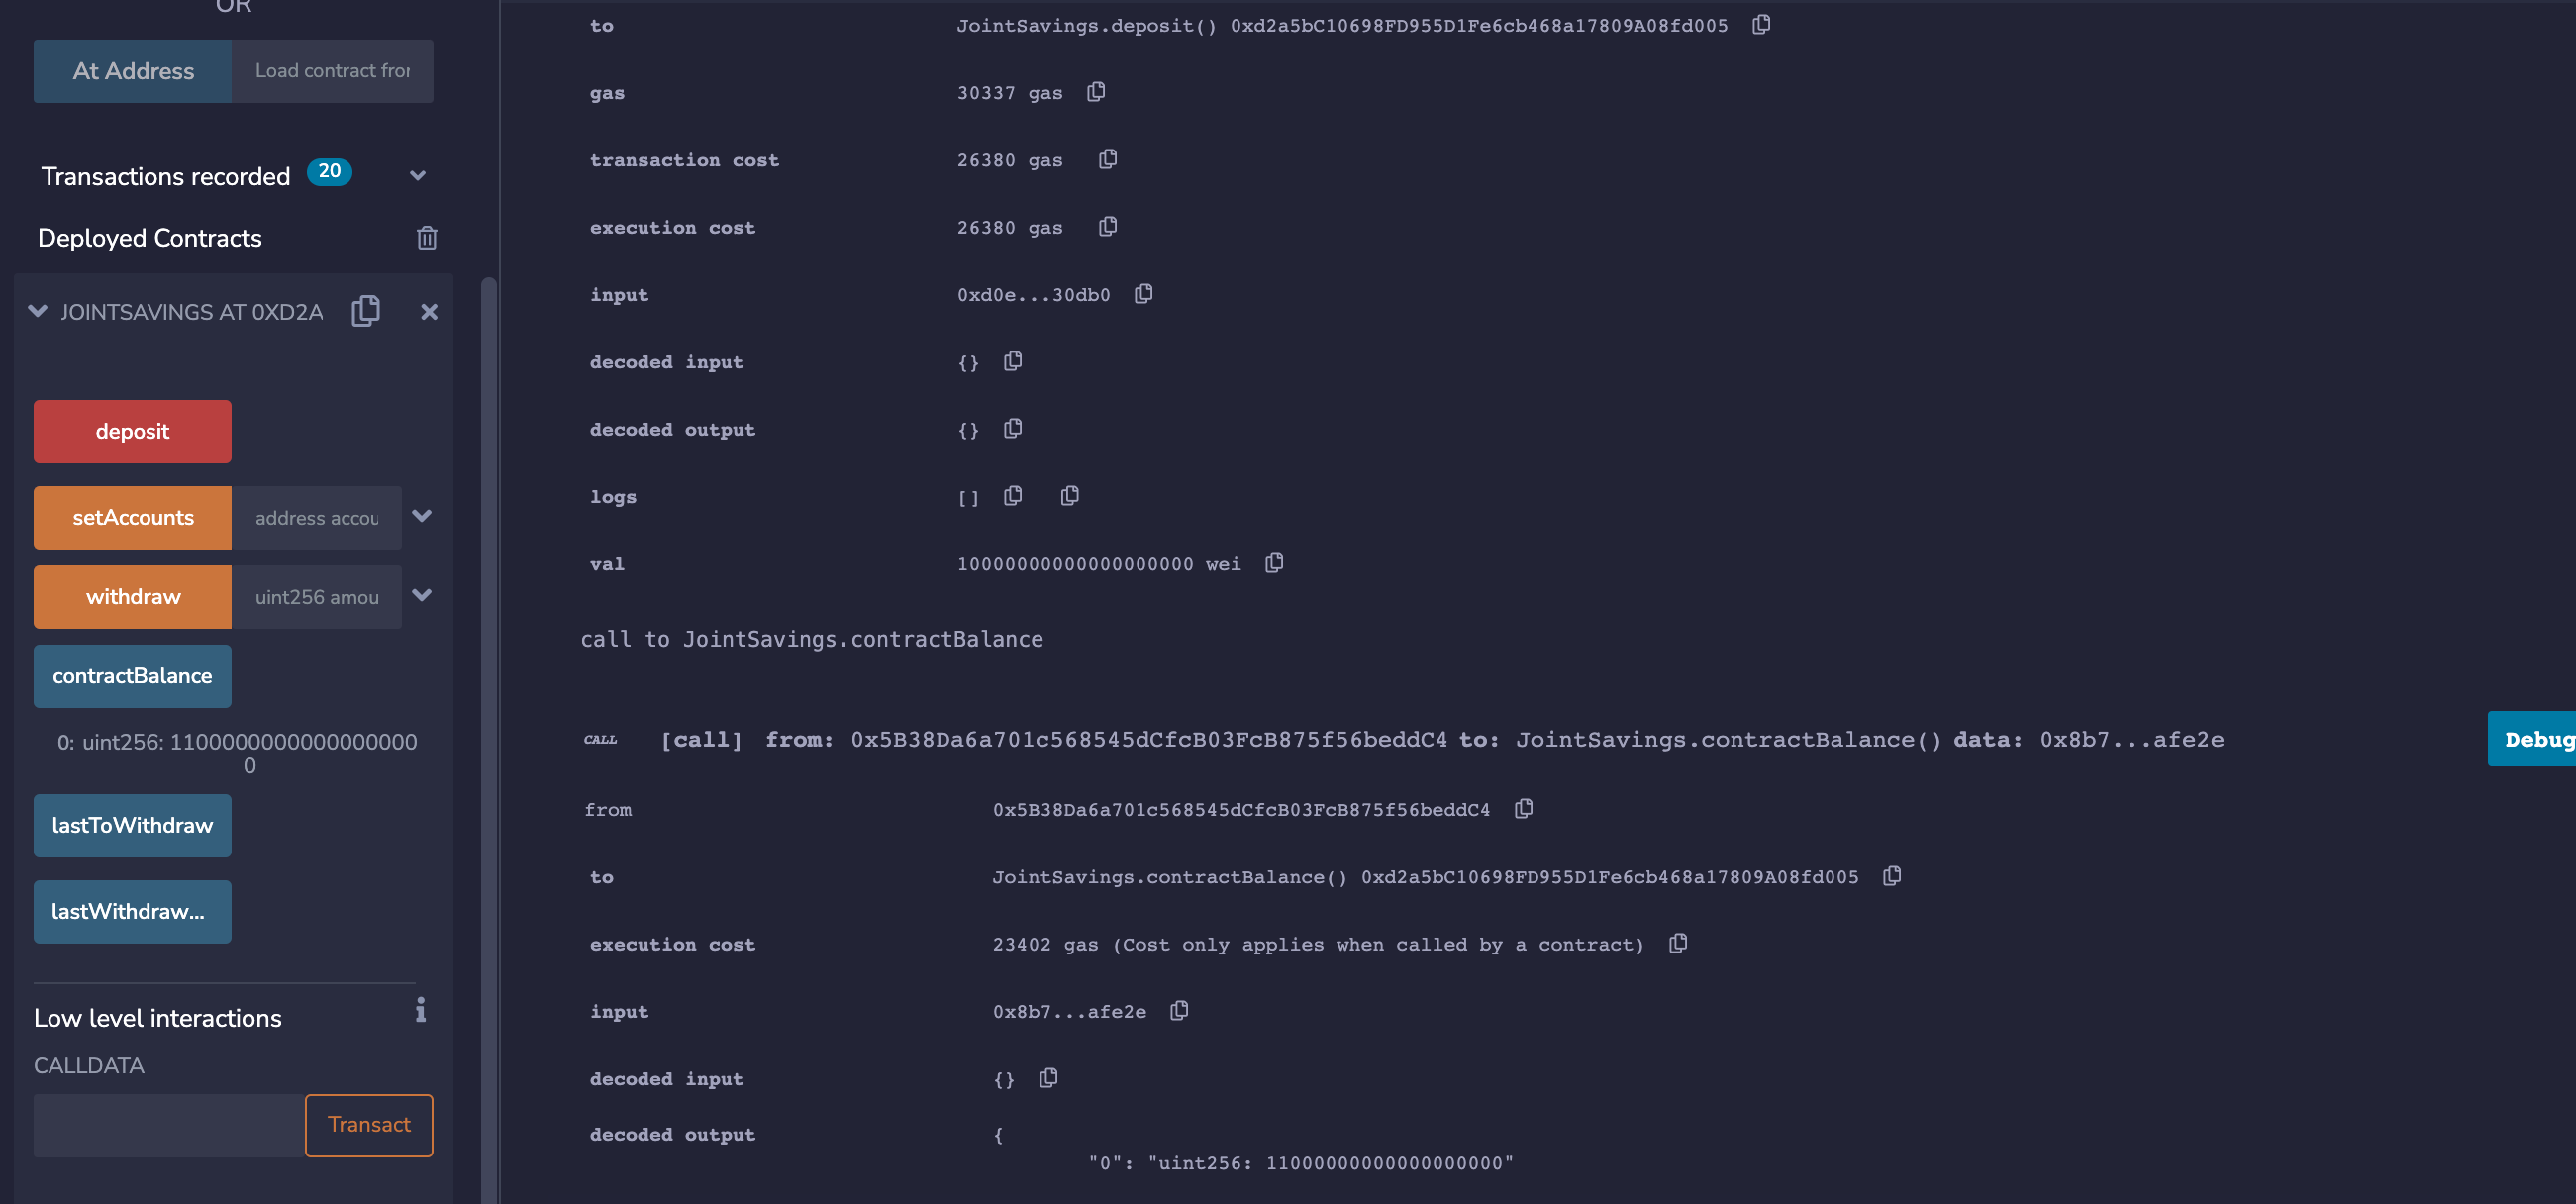 OR
At Address
Load contract fror
Transactions recorded 20
Deployed Contracts
JOINTSAVINGS AT 0XD2A
deposit
setAccounts
address accou
withdraw
uint256 amou
contractBalance
0: uint256: 1100000000000000000
0
lastToWithdraw
lastWithdraw...
Low level interactions
i
CALLDATA
Transact
to JointSavings.deposit() 0xd2a5bC10698FD955D1Fe6cb468a17809A08fd005
gas 30337 gas
transaction cost 26380 gas
execution cost 26380 gas
input 0xd0e...30db0
decoded input {}
decoded output {}
logs []
val 10000000000000000000 wei
call to JointSavings.contractBalance
CALL [call] from: 0x5B38Da6a701c568545dCfcB03FcB875f56beddC4 to: JointSavings.contractBalance() data: 0x8b7...afe2e
Debug
from 0x5B38Da6a701c568545dCfcB03FcB875f56beddC4
to JointSavings.contractBalance() 0xd2a5bC10698FD955D1Fe6cb468a17809A08fd005
execution cost 23402 gas (Cost only applies when called by a contract)
input 0x8b7...afe2e
decoded input {}
decoded output {
"0": "uint256: 11000000000000000000"